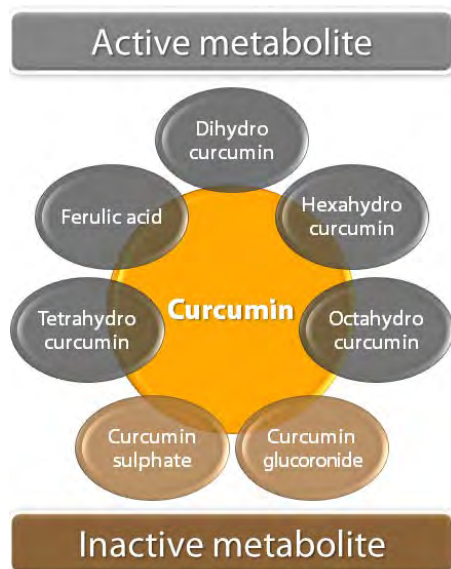 Active metabolite
Dihydro
curcumin
Ferulic acid
Hexahydro
curcumin
Curcumin
Tetrahydro
curcumin
Octahydro
curcumin
Curcumin
sulphate
Curcumin
glucoronide
Inactive metabolite